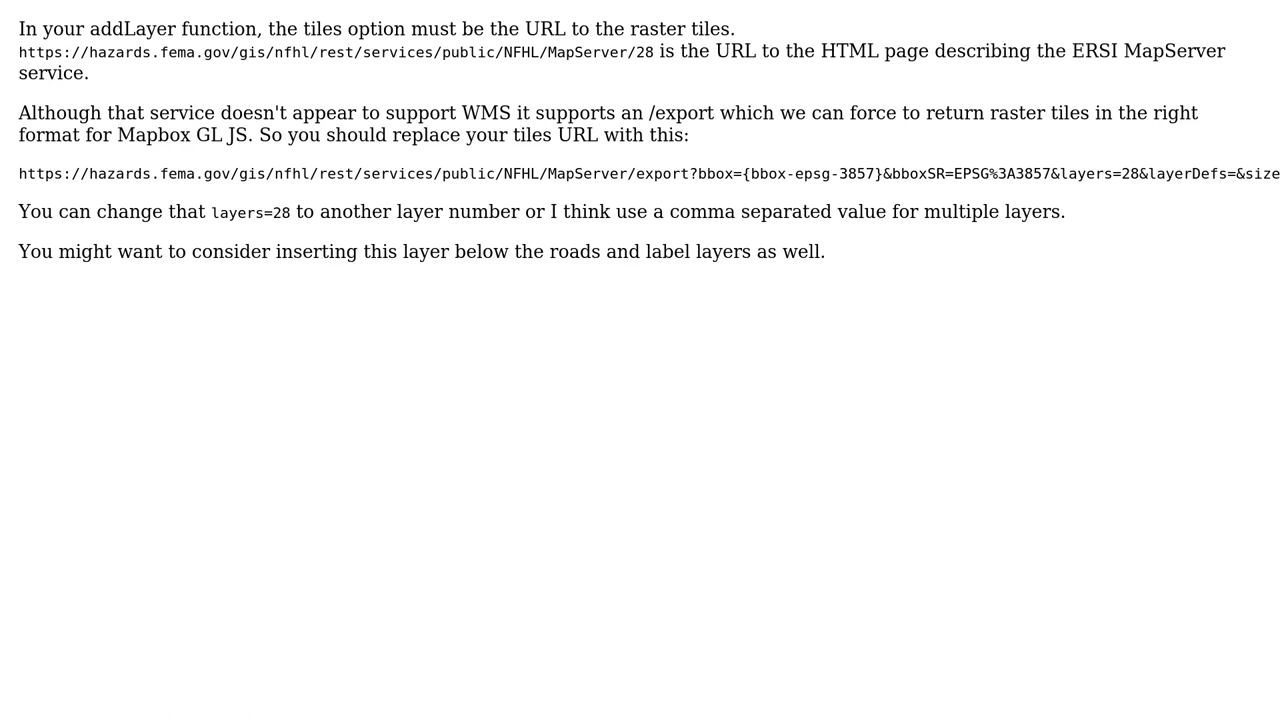 In your addLayer function, the tiles option must be the URL to the raster tiles.
https://hazards.fema.gov/gis/nfhl/rest/services/public/NFHL/MapServer/28 is the URL to the HTML page describing the ERSI MapServer
service.
Although that service doesn't appear to support WMS it supports an /export which we can force to return raster tiles in the right
format for Mapbox GL JS. So you should replace your tiles URL with this:
https://hazards.fema.gov/gis/nfhl/rest/services/public/NFHL/MapServer/export?bbox={bbox-epsg-3857}&bboxSR=EPSG%3A3857&layers=28&layerDefs=&size
You can change that layers=28 to another layer number or I think use a comma separated value for multiple layers.
You might want to consider inserting this layer below the roads and label layers as well.